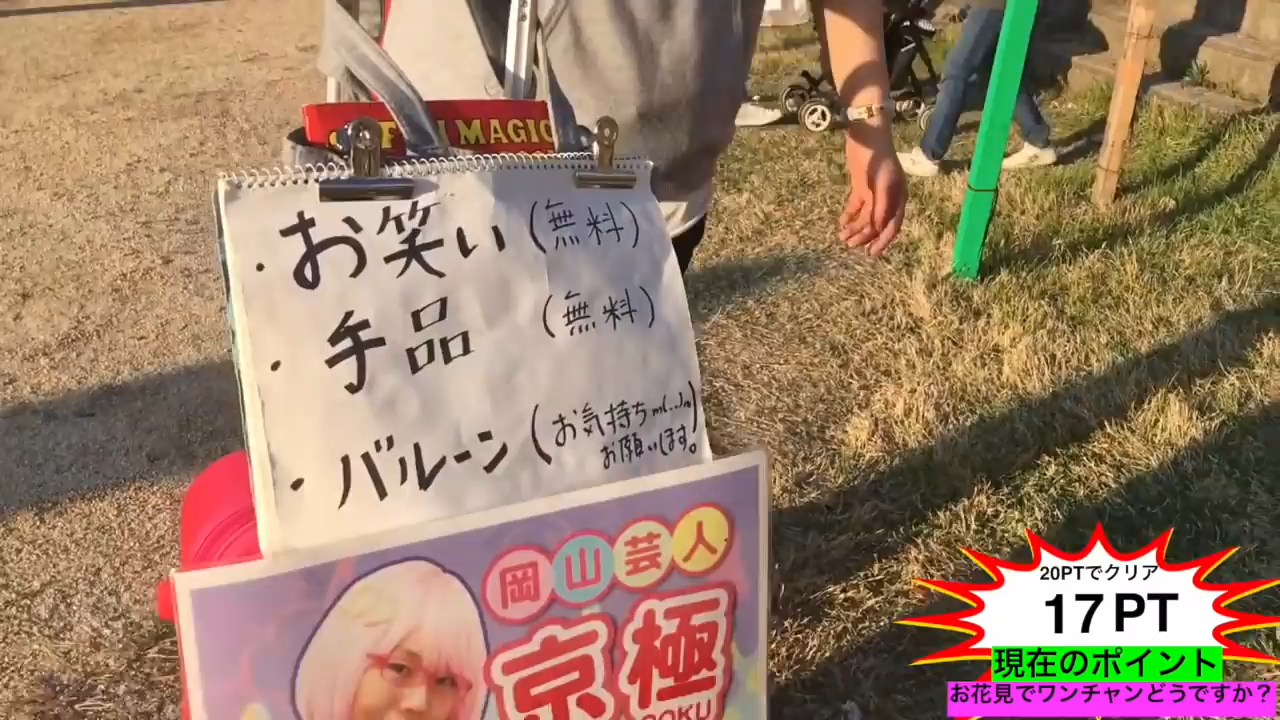 MAGIC
・お笑い(無料)
・手品 (無料)
・バルーン(お気持ちm(..)m
お願いします。)
岡山芸人
京極
20PTでクリア
17PT
現在のポイント
お花見でワンチャンどうですか?